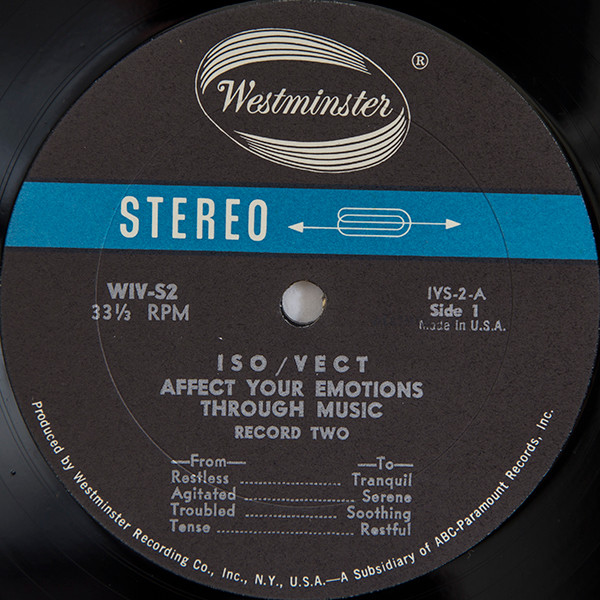 Westminster ®
STEREO
WIV-S2
33⅓ RPM
IVS-2-A
Side 1
Made in U.S.A.
ISO/VECT
AFFECT YOUR EMOTIONS
THROUGH MUSIC
RECORD TWO
—From— —To—
Restless .................... Tranquil
Agitated .................... Serene
Troubled .................... Soothing
Tense .................... Restful
Produced by Westminster Recording Co., Inc., N.Y., U.S.A.—A Subsidiary of ABC-Paramount Records, Inc.